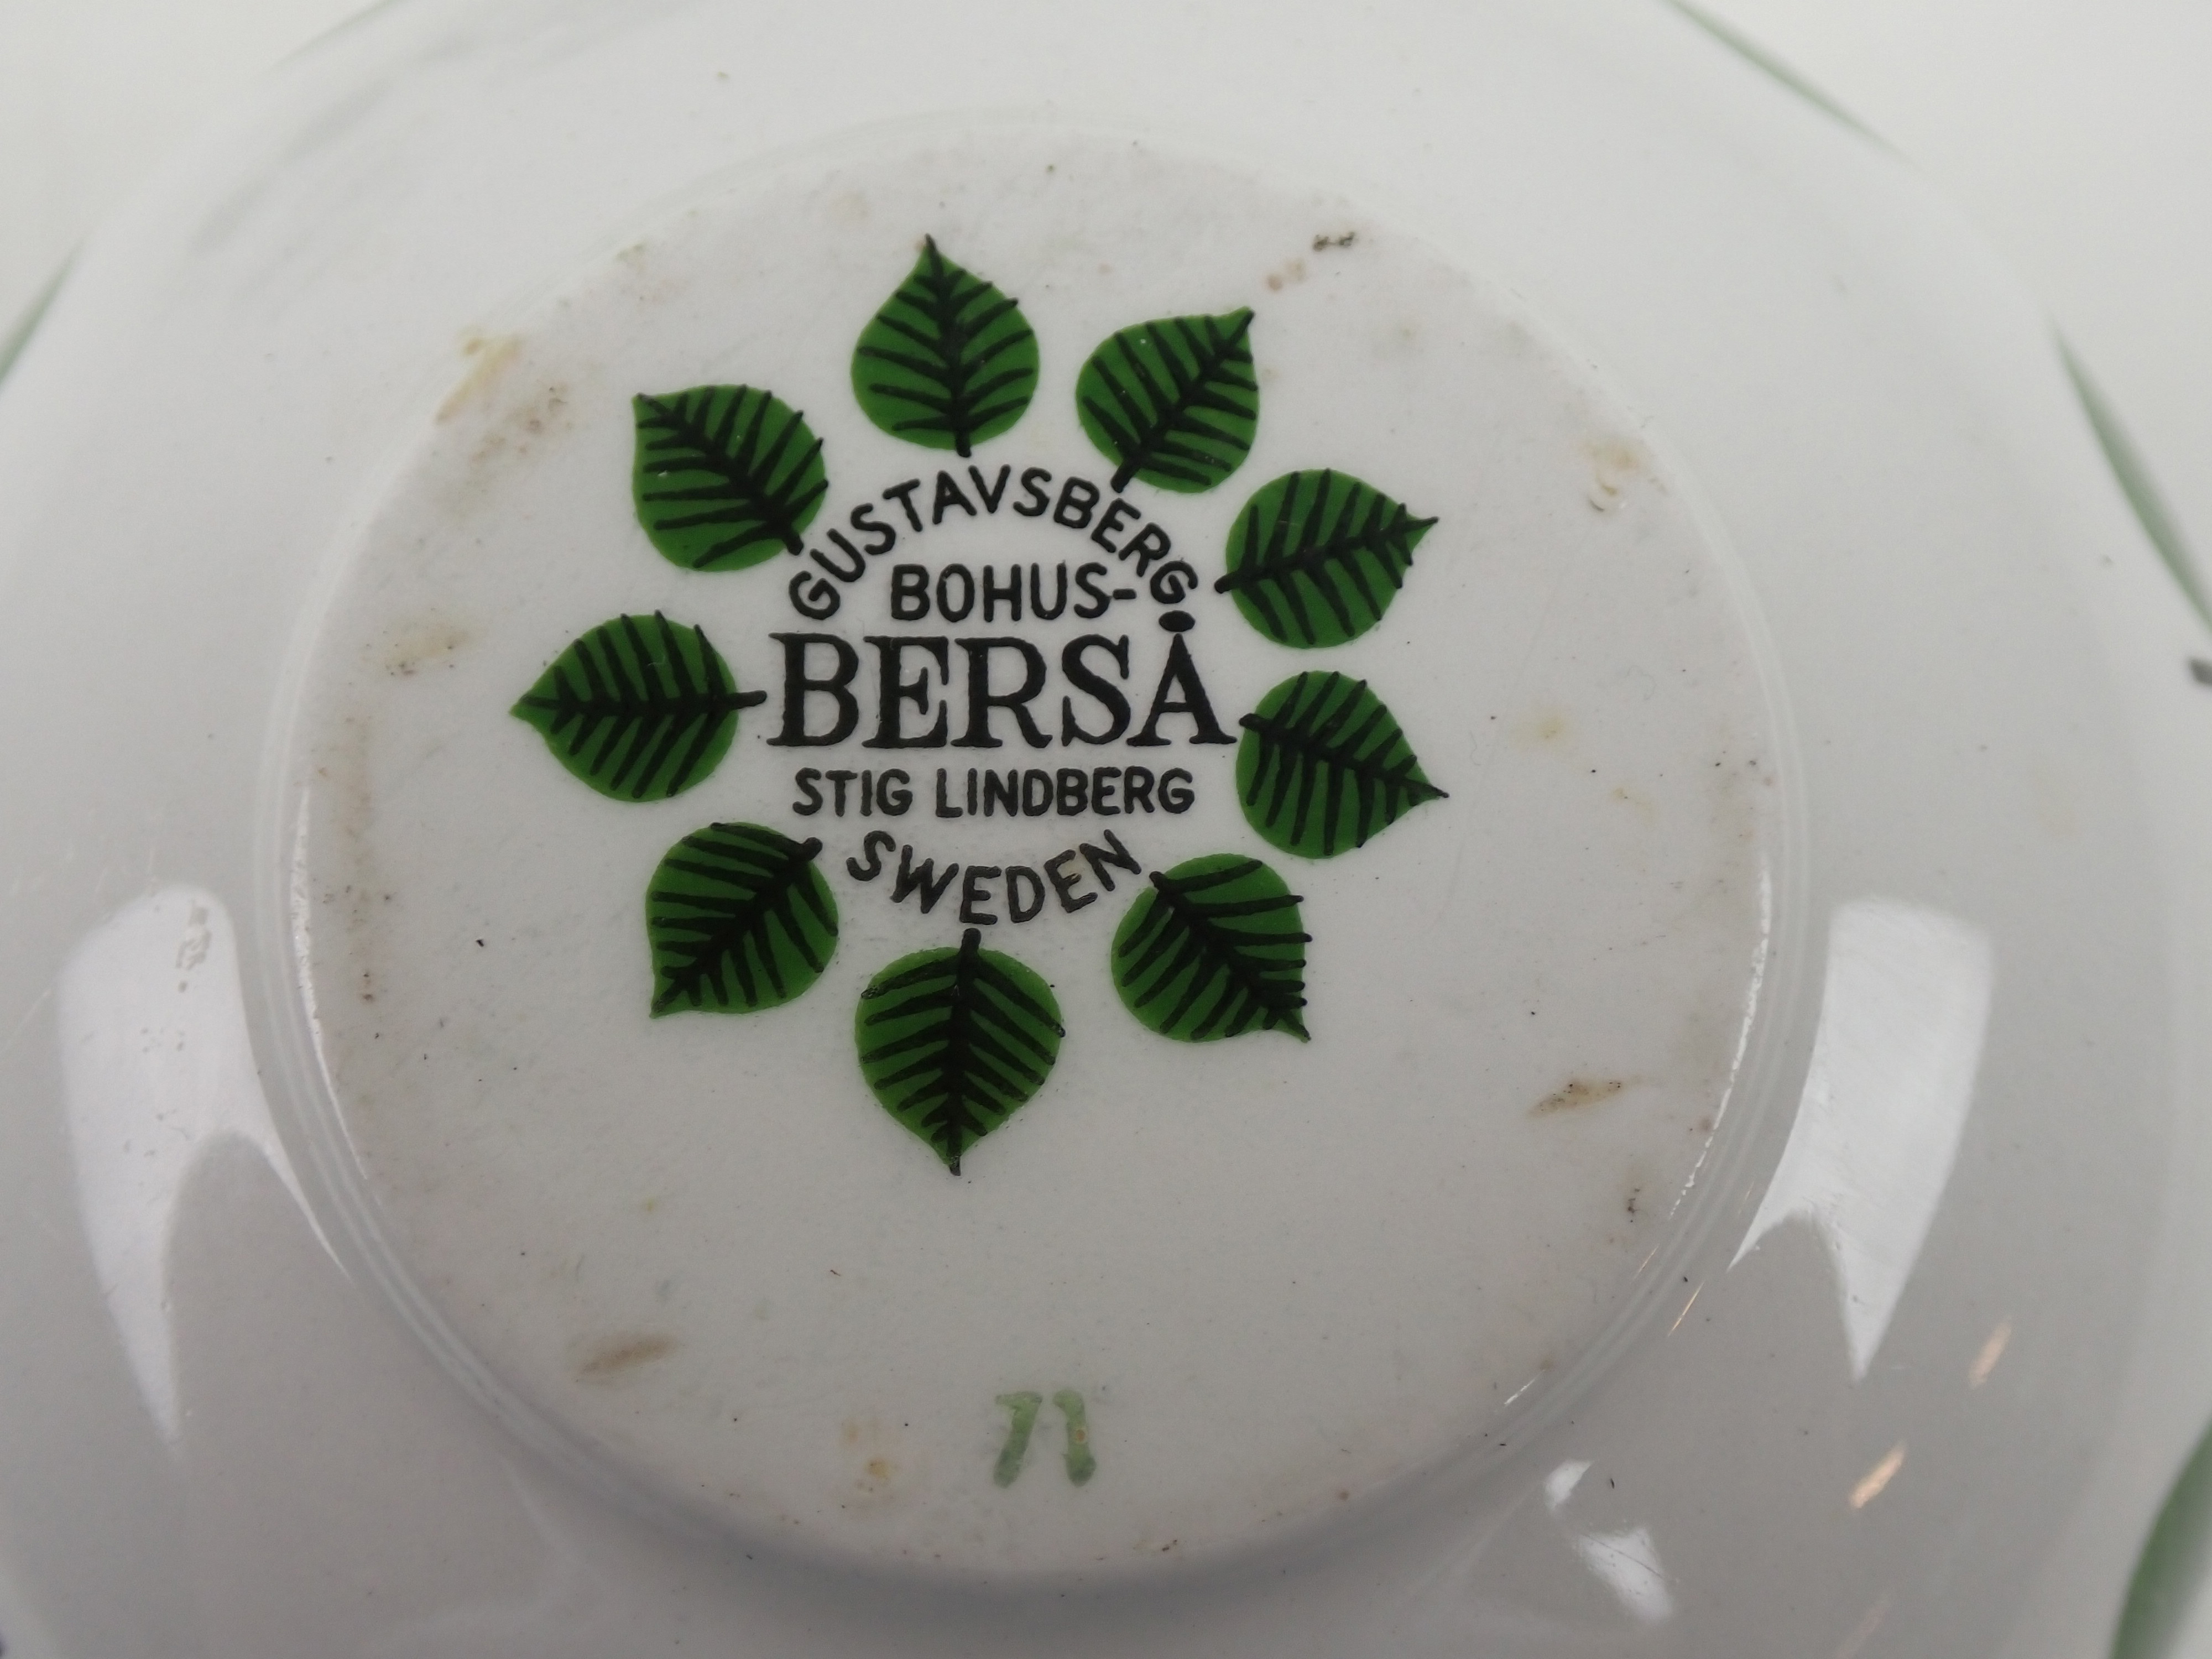 GUSTAVSBERG
BOHUS-
BERSÅ
STIG LINDBERG
SWEDEN
71